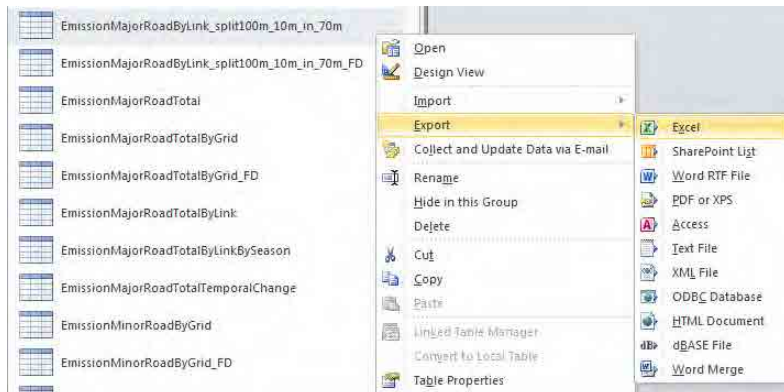 EmissionMajorRoadByLink_split100m_10m_in_70m
EmissionMajorRoadByLink_split100m_10m_in_70m_FD
EmissionMajorRoadTotal
EmissionMajorRoadTotalByGrid
EmissionMajorRoadTotalByGrid_FD
EmissionMajorRoadTotalByLink
EmissionMajorRoadTotalByLinkBySeason
EmissionMajorRoadTotalTemporalChange
EmissionMinorRoadByGrid
EmissionMinorRoadByGrid_FD
Open
Design View
Import
Export
Collect and Update Data via E-mail
Rename
Hide in this Group
Delete
Cut
Copy
Paste
Linked Table Manager
Convert to Local Table
Table Properties
Excel
SharePoint List
Word RTF File
PDF or XPS
Access
Text File
XML File
ODBC Database
HTML Document
dBASE File
Word Merge